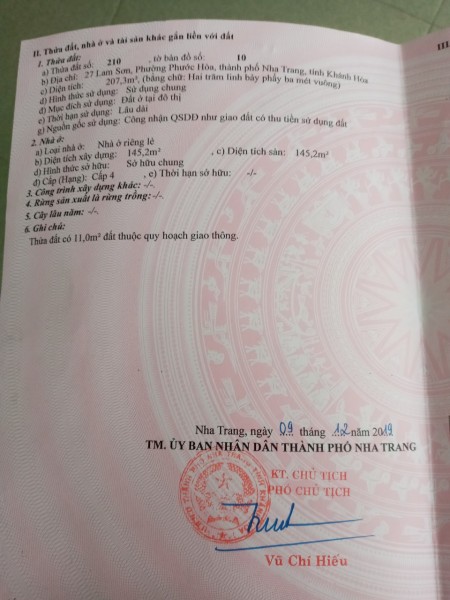 II. Thửa đất, nhà ở và tài sản khác gắn liền với đất
1. Thửa đất:
a) Thửa đất số: 210 , tờ bản đồ số: 10
b) Địa chỉ: 27 Lam Sơn, Phường Phước Hòa, thành phố Nha Trang, tỉnh Khánh Hòa
c) Diện tích: 207,3m², (bằng chữ: Hai trăm linh bảy phẩy ba mét vuông)
d) Hình thức sử dụng: Sử dụng chung
đ) Mục đích sử dụng: Đất ở tại đô thị
e) Thời hạn sử dụng: Lâu dài
g) Nguồn gốc sử dụng: Công nhận QSDĐ như giao đất có thu tiền sử dụng đất
2. Nhà ở:
a) Loại nhà ở: Nhà ở riêng lẻ
b) Diện tích xây dựng: 145,2m² , c) Diện tích sàn: 145,2m²
d) Hình thức sở hữu: Sở hữu chung
đ) Cấp (Hạng): Cấp 4 , e) Thời hạn sở hữu: -/-
3. Công trình xây dựng khác: -/-
4. Rừng sản xuất là rừng trồng: -/-
5. Cây lâu năm: -/-
6. Ghi chú:
Thửa đất có 11,0m² đất thuộc quy hoạch giao thông.
III
Nha Trang, ngày 09 tháng 12 năm 2019
TM. ỦY BAN NHÂN DÂN THÀNH PHỐ NHA TRANG
KT. CHỦ TỊCH
PHÓ CHỦ TỊCH
Vũ Chí Hiếu